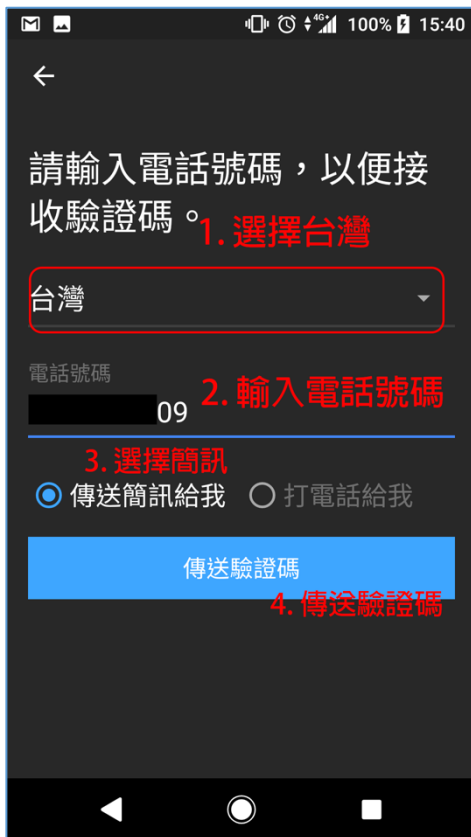 100% 15:40
請輸入電話號碼，以便接
收驗證碼。
1. 選擇台灣
台灣
電話號碼
2. 輸入電話號碼
09
3. 選擇簡訊
傳送簡訊給我 打電話給我
傳送驗證碼
4. 傳送驗證碼